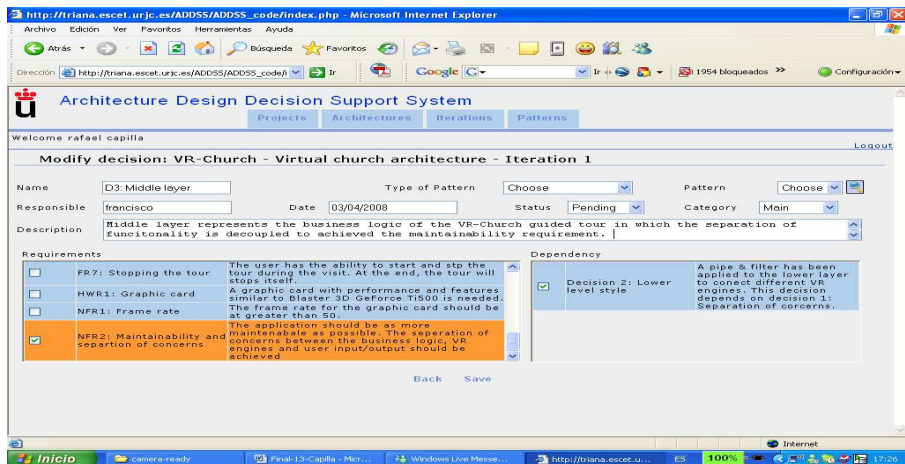 http://triana.escet.urjc.es/ADDSS/ADDSS_code/index.php - Microsoft Internet Explorer
Archivo Edición Ver Favoritos Herramientas Ayuda
Atrás Búsqueda Favoritos
Dirección http://triana.escet.urjc.es/ADDSS/ADDSS_code/i Ir Google G Ir 1954 bloqueados >> Configuración
Architecture Design Decision Support System
Projects Architectures Iterations Patterns
Welcome rafael capilla
Logout
Modify decision: VR-Church - Virtual church architecture - Iteration 1
Name D3: Middle layer Type of Pattern Choose Pattern Choose
Responsible francisco Date 03/04/2008 Status Pending Category Main
Description Middle layer represents the business logic of the VR-Church guided tour in which the separation of
funcitonality is decoupled to achieved the maintainability requirement.
Requirements
FR7: Stopping the tour
The user has the ability to start and stp the
tour during the visit. At the end, the tour will
stops itself.
HWR1: Graphic card
A graphic card with performance and features
similar to Blaster 3D GeForce Ti500 is needed.
NFR1: Frame rate
The frame rate for the graphic card should be
at greater than 50.
NFR2: Maintainability and
separtion of concerns
The application should be as more
maintenabale as possible. The seperation of
concerns between the business logic, VR
engines and user input/output should be
achieved
Dependency
Decision 2: Lower
level style
A pipe & filter has been
applied to the lower layer
to conect different VR
engines. This decision
depends on decision 1:
Separation of corcerns.
Back Save
Internet
Inicio camera-ready Final-13-Capilla - Micr... Windows Live Messe... http://triana.escet.u... ES 100% 17:26